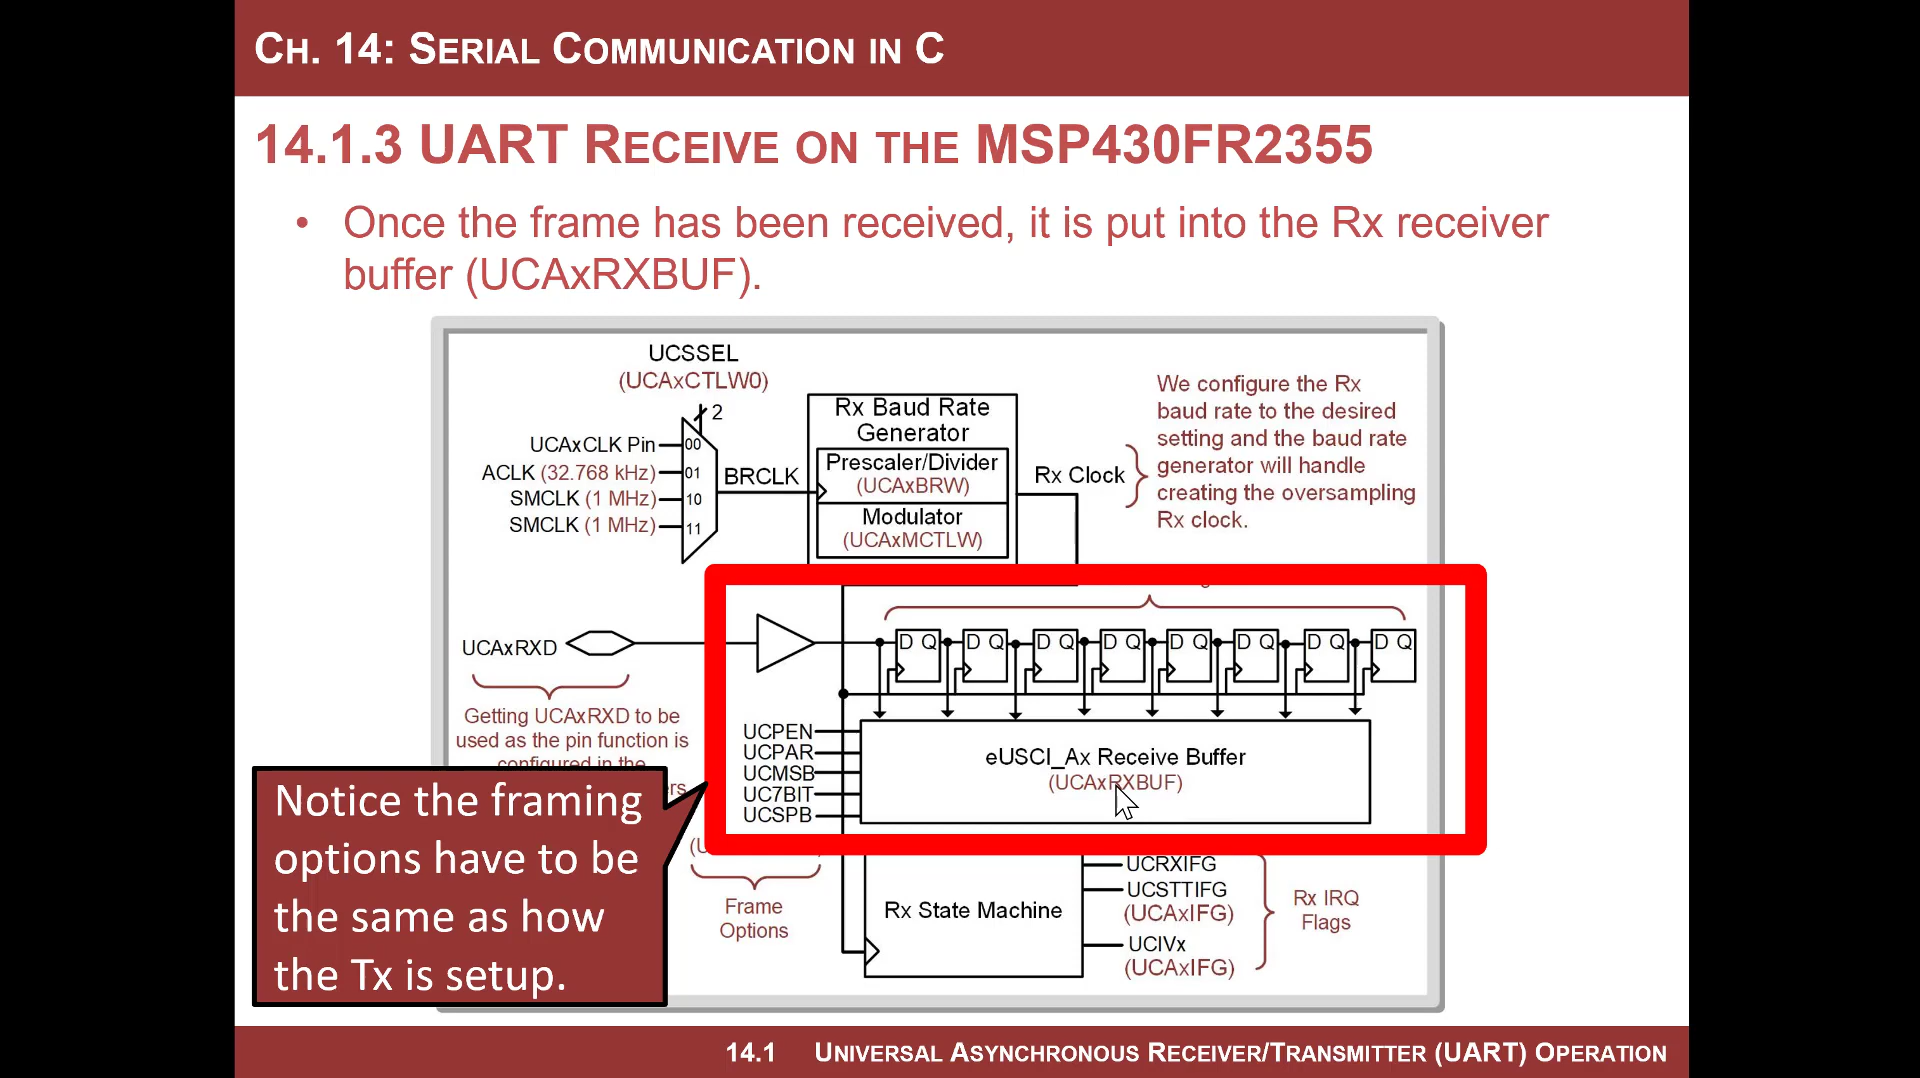 CH. 14: SERIAL COMMUNICATION IN C
14.1.3 UART RECEIVE ON THE MSP430FR2355
• Once the frame has been received, it is put into the Rx receiver
buffer (UCAxRXBUF).
UCSSEL
(UCAxCTLW0)
2
UCAxCLK Pin
00
ACLK (32.768 kHz)
01
SMCLK (1 MHz)
10
SMCLK (1 MHz)
11
BRCLK
Rx Baud Rate
Generator
Prescaler/Divider
(UCAxBRW)
Modulator
(UCAxMCTLW)
Rx Clock
We configure the Rx
baud rate to the desired
setting and the baud rate
generator will handle
creating the oversampling
Rx clock.
UCAxRXD
D Q D Q D Q D Q D Q D Q D Q D Q
Getting UCAxRXD to be
used as the pin function is
configured in the
UCPEN
UCPAR
UCMSB
UC7BIT
UCSPB
eUSCI_Ax Receive Buffer
(UCAxRXBUF)
Notice the framing
options have to be
the same as how
the Tx is setup.
Frame
Options
Rx State Machine
UCRXIFG
UCSTTIFG
(UCAxIFG)
UCIVx
(UCAxIFG)
Rx IRQ
Flags
14.1 UNIVERSAL ASYNCHRONOUS RECEIVER/TRANSMITTER (UART) OPERATION